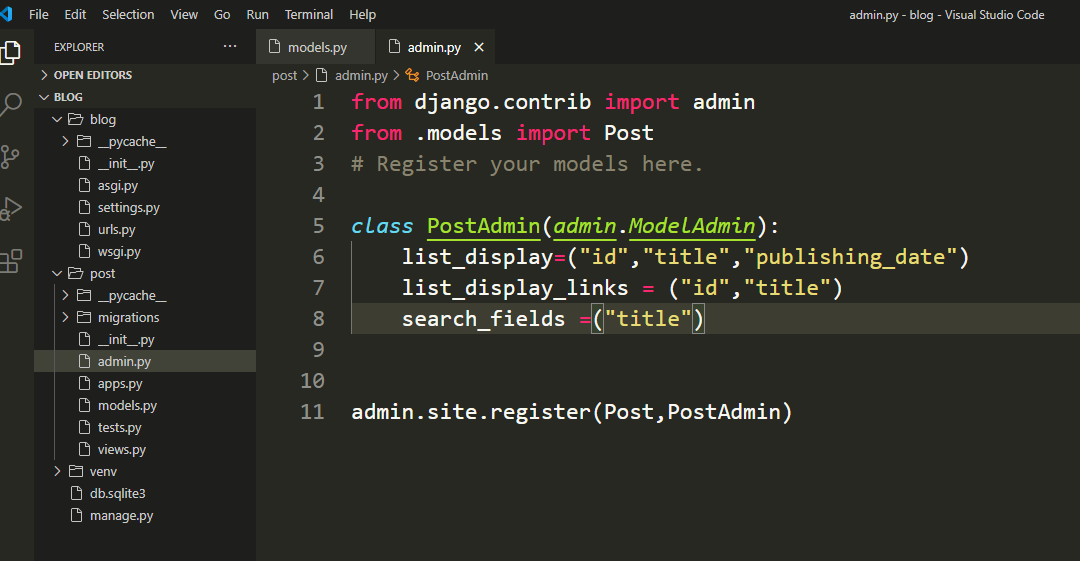 File Edit Selection View Go Run Terminal Help
admin.py - blog - Visual Studio Code
EXPLORER ···
OPEN EDITORS
BLOG
blog
__pycache__
__init__.py
asgi.py
settings.py
urls.py
wsgi.py
post
__pycache__
migrations
__init__.py
admin.py
apps.py
models.py
tests.py
views.py
venv
db.sqlite3
manage.py
models.py admin.py ×
post > admin.py > PostAdmin
1 from django.contrib import admin
2 from .models import Post
3 # Register your models here.
4
5 class PostAdmin(admin.ModelAdmin):
6     list_display=("id","title","publishing_date")
7     list_display_links = ("id","title")
8     search_fields =("title")
9
10
11 admin.site.register(Post,PostAdmin)